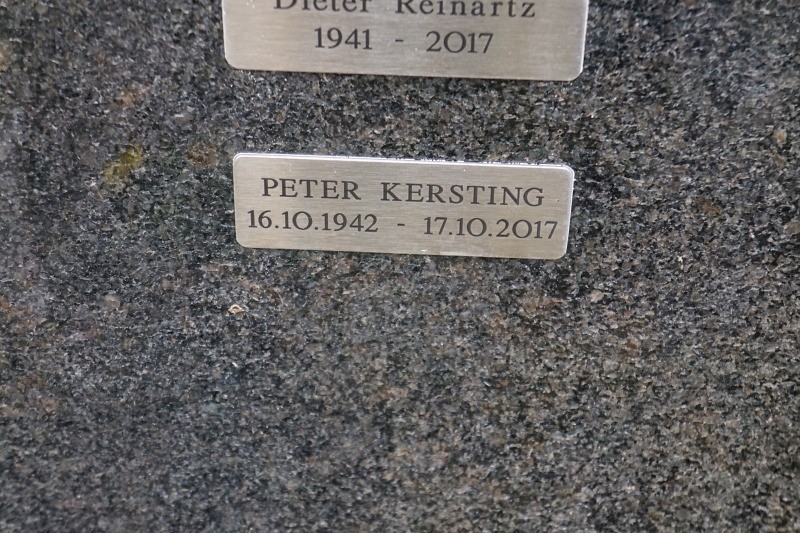 Dieter Reinartz
1941 - 2017
PETER KERSTING
16.10.1942 - 17.10.2017